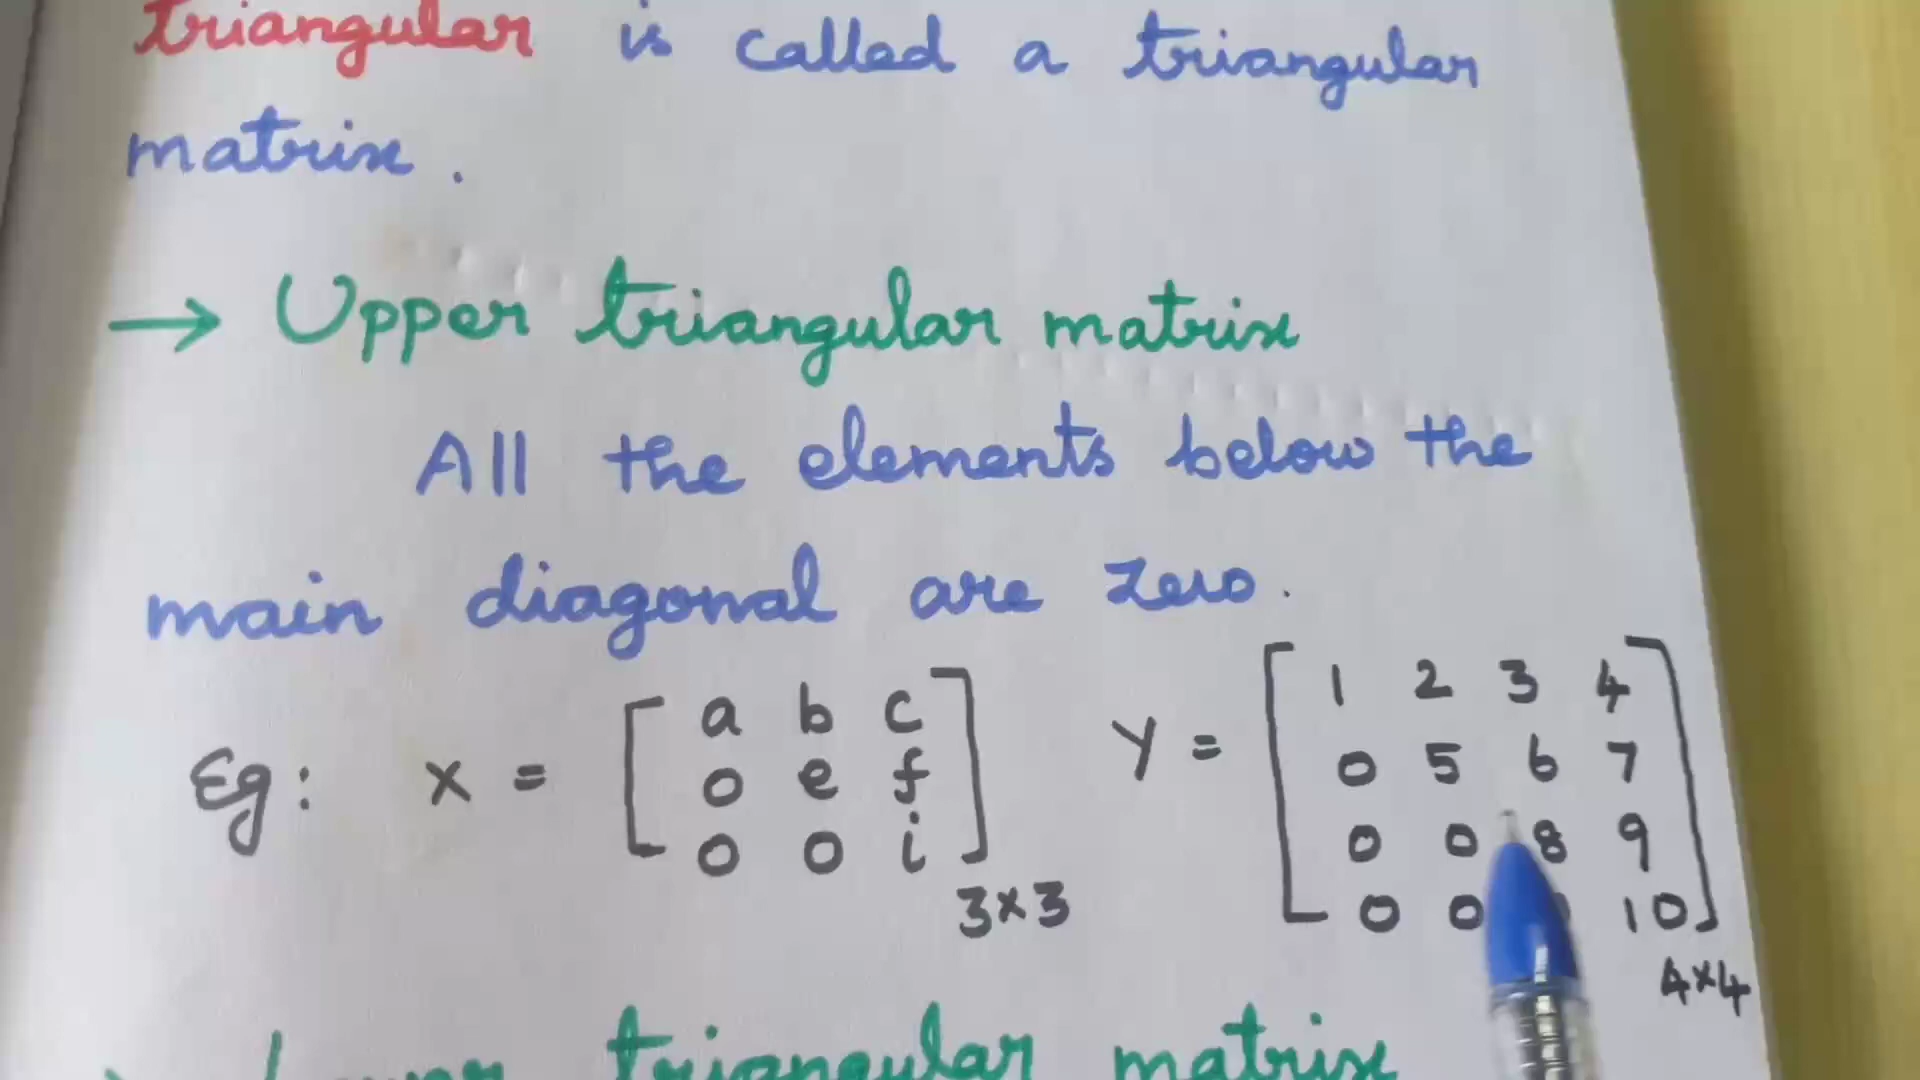 triangular is called a triangular
matrix.
→ Upper triangular matrix
All the elements below the
main diagonal are zero.
Eg: X = [ a b c
0 e f
0 0 i ] 3×3
Y = [ 1 2 3 4
0 5 6 7
0 0 8 9
0 0 10 ] 4×4
Lower triangular matrix